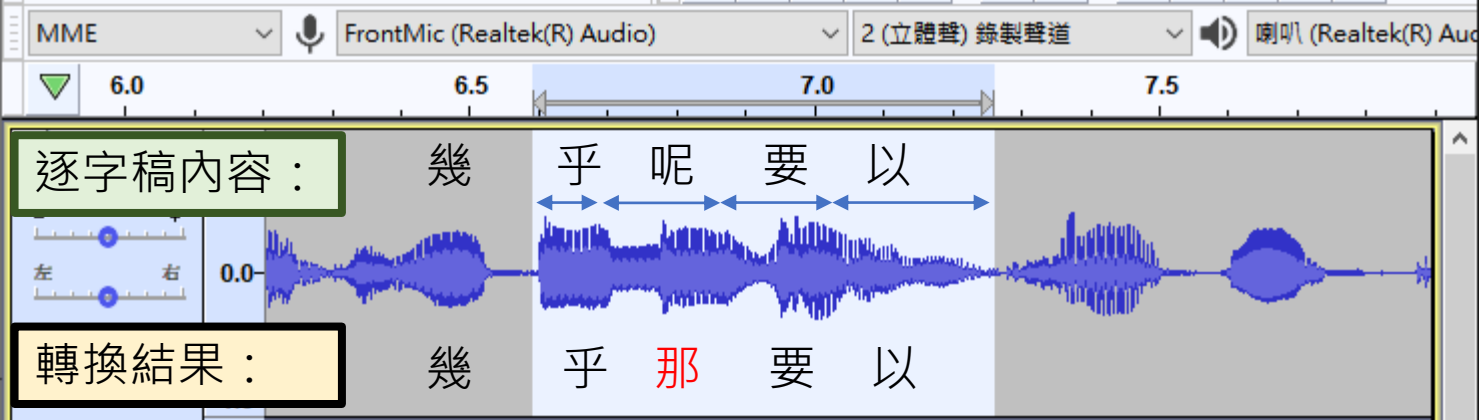 MME FrontMic (Realtek(R) Audio) 2 (立體聲) 錄製聲道 喇叭 (Realtek(R)
6.0 6.5 7.0 7.5
逐字稿內容： 幾 乎 呢 要 以
左 右 0.0
轉換結果： 幾 乎 那 要 以